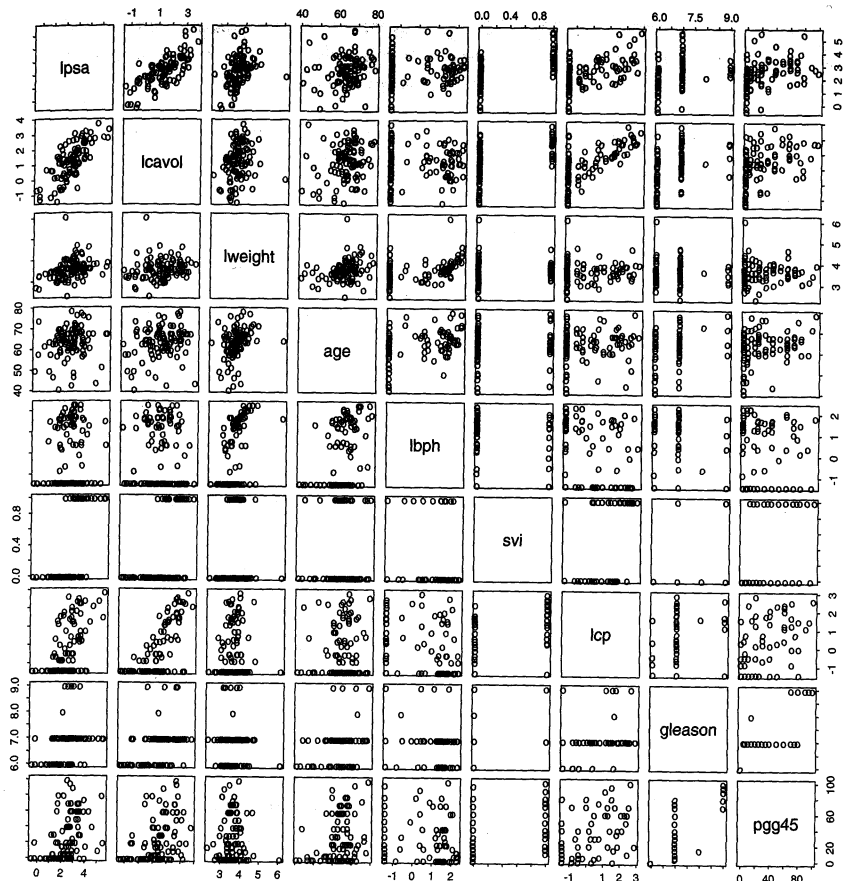 -1 1 2 3
40 60 80
0.0 0.4 0.8
6.0 7.5 9.0
lpsa
0 1 2 3 4 5
-1 0 1 2 3 4
lcavol
lweight
3 4 5 6
40 50 60 70 80
age
lbph
-1 0 1 2
0.0 0.4 0.8
svi
lcp
-1 0 1 2 3
6.0 7.0 8.0 9.0
gleason
pgg45
0 20 60 100
0 2 4
3 4 5 6
-1 0 1 2
-1 1 2 3
0 40 80